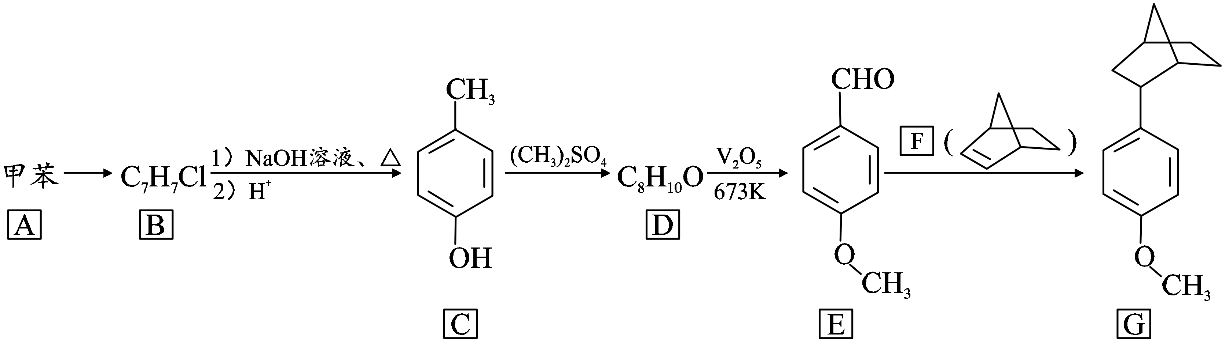 甲苯
A
C₇H₇Cl
B
1）NaOH溶液、△
2）H⁺
CH₃
OH
C
(CH₃)₂SO₄
C₈H₁₀O
D
V₂O₅
673K
CHO
O
CH₃
E
F ( )
O
CH₃
G